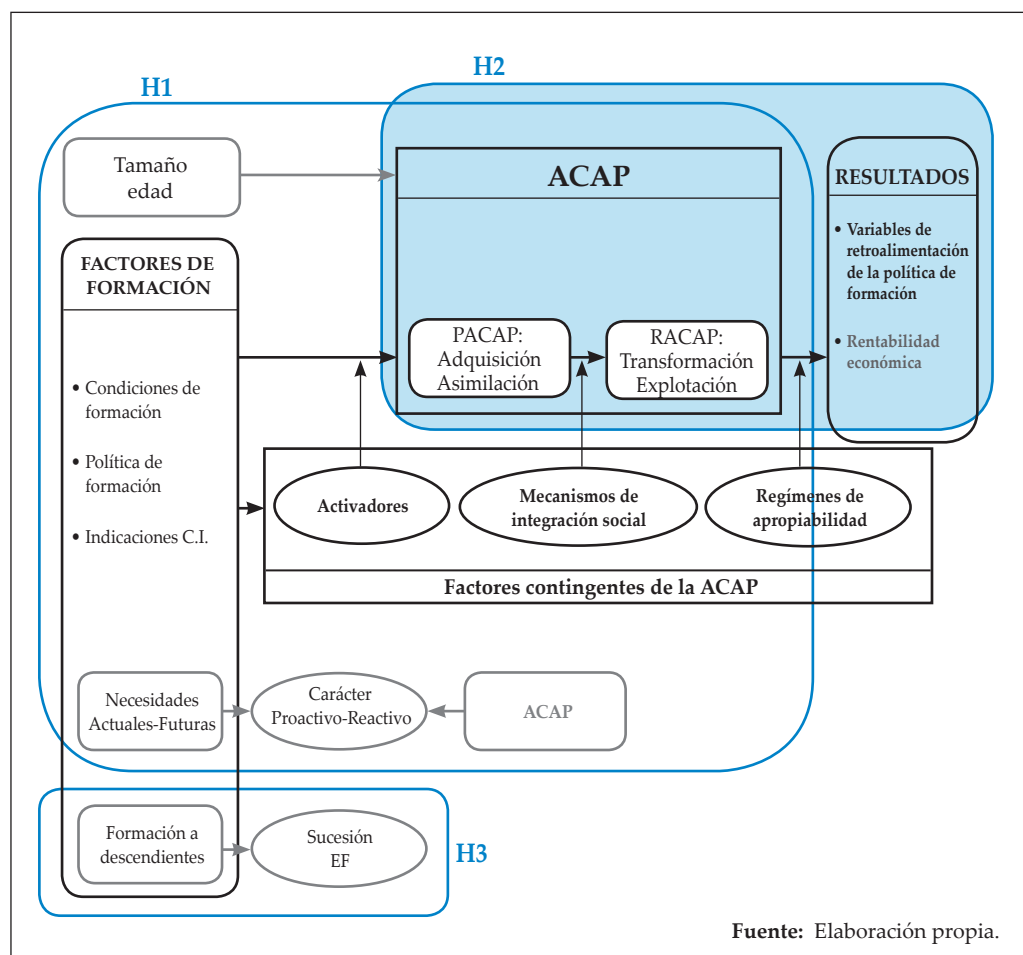 H2
H1
Tamaño
edad
ACAP
RESULTADOS
• Variables de
retroalimentación
de la política de
formación
• Rentabilidad
económica
FACTORES DE
FORMACIÓN
• Condiciones de
formación
• Política de
formación
• Indicaciones C.I.
PACAP:
Adquisición
Asimilación
RACAP:
Transformación
Explotación
Activadores
Mecanismos de
integración social
Regímenes de
apropiabilidad
Factores contingentes de la ACAP
Necesidades
Actuales-Futuras
Carácter
Proactivo-Reactivo
ACAP
Formación a
descendientes
Sucesión
EF
H3
Fuente: Elaboración propia.